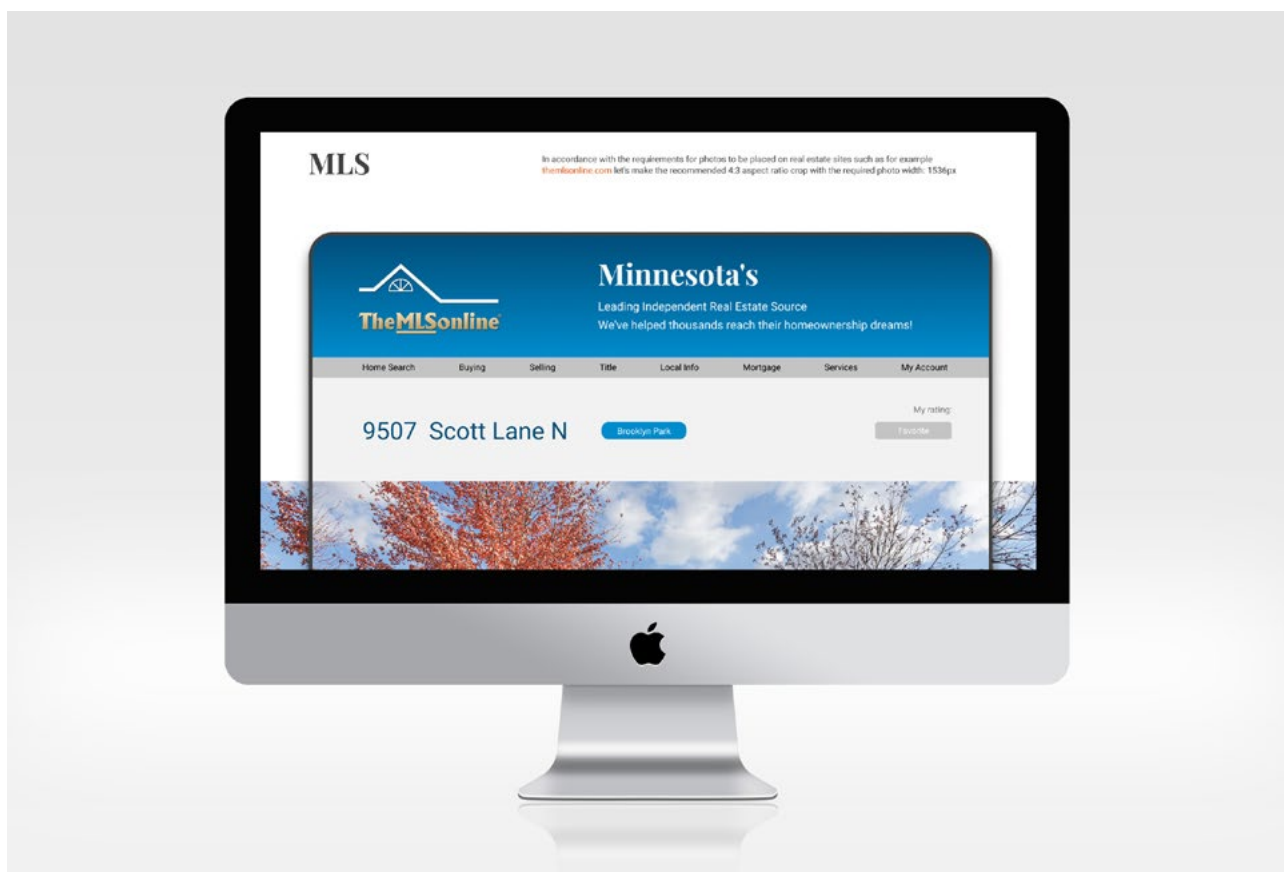 MLS
In accordance with the requirements for photos to be placed on real estate sites such as for example
themlsonline.com let's make the recommended 4:3 aspect ratio crop with the required photo width: 1536px
Minnesota's
Leading Independent Real Estate Source
TheMLSonline
We've helped thousands reach their homeownership dreams!
Home Search Buying Selling Title Local Info Mortgage Services My Account
My rating:
9507 Scott Lane N Brooklyn Park Favorite